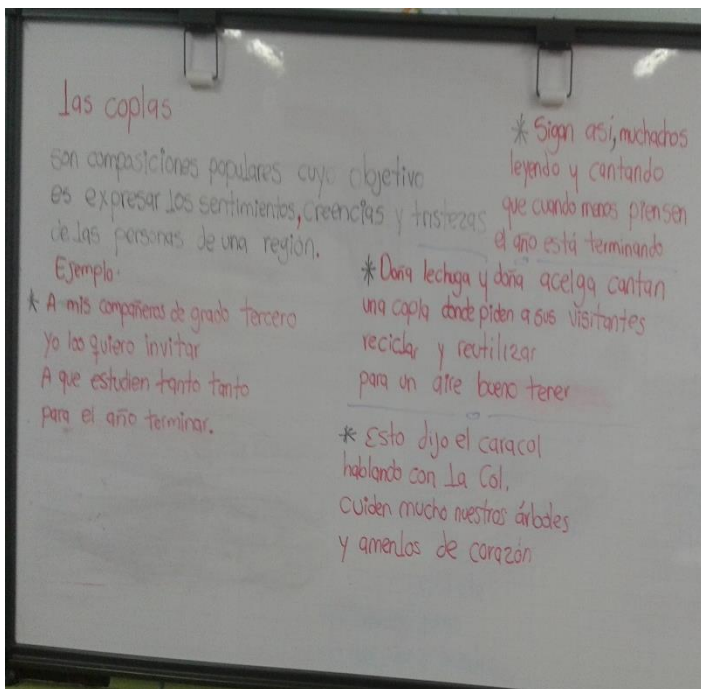 Las coplas
son composiciones populares cuyo objetivo
es expresar los sentimientos, creencias y tristezas
de las personas de una región.
Ejemplo:
* A mis compañeros de grado tercero
yo los quiero invitar
A que estudien tanto tanto
para el año terminar.
* Sigan así, muchachos
leyendo y cantando
que cuando menos piensen
el año está terminando
* Doña lechuga y doña acelga cantan
una copla donde piden a sus visitantes
reciclar y reutilizar
para un aire bueno tener
* Esto dijo el caracol
hablando con La Col,
cuiden mucho nuestros árboles
y amenlos de corazón